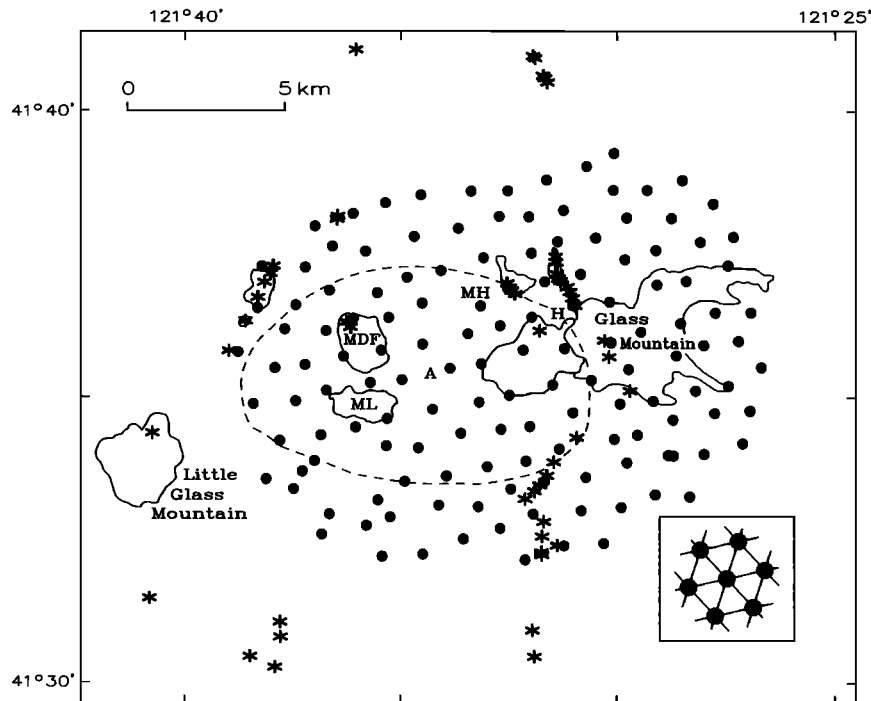 121°40'
121°25'
0
5 km
41°40'
MH
H
Glass
Mountain
MDF
A
ML
Little
Glass
Mountain
41°30'